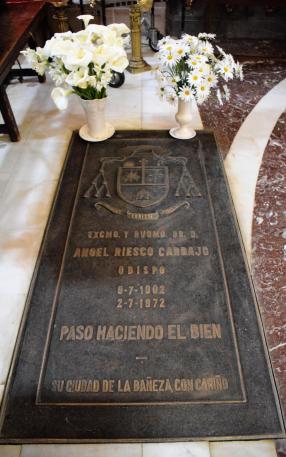 EXCMO. Y RVDMO. SR. D.
ANGEL RIESCO CARBAJO
OBISPO
9-7-1902
2-7-1972
PASO HACIENDO EL BIEN
SU CIUDAD DE LA BAÑEZA, CON CARIÑO